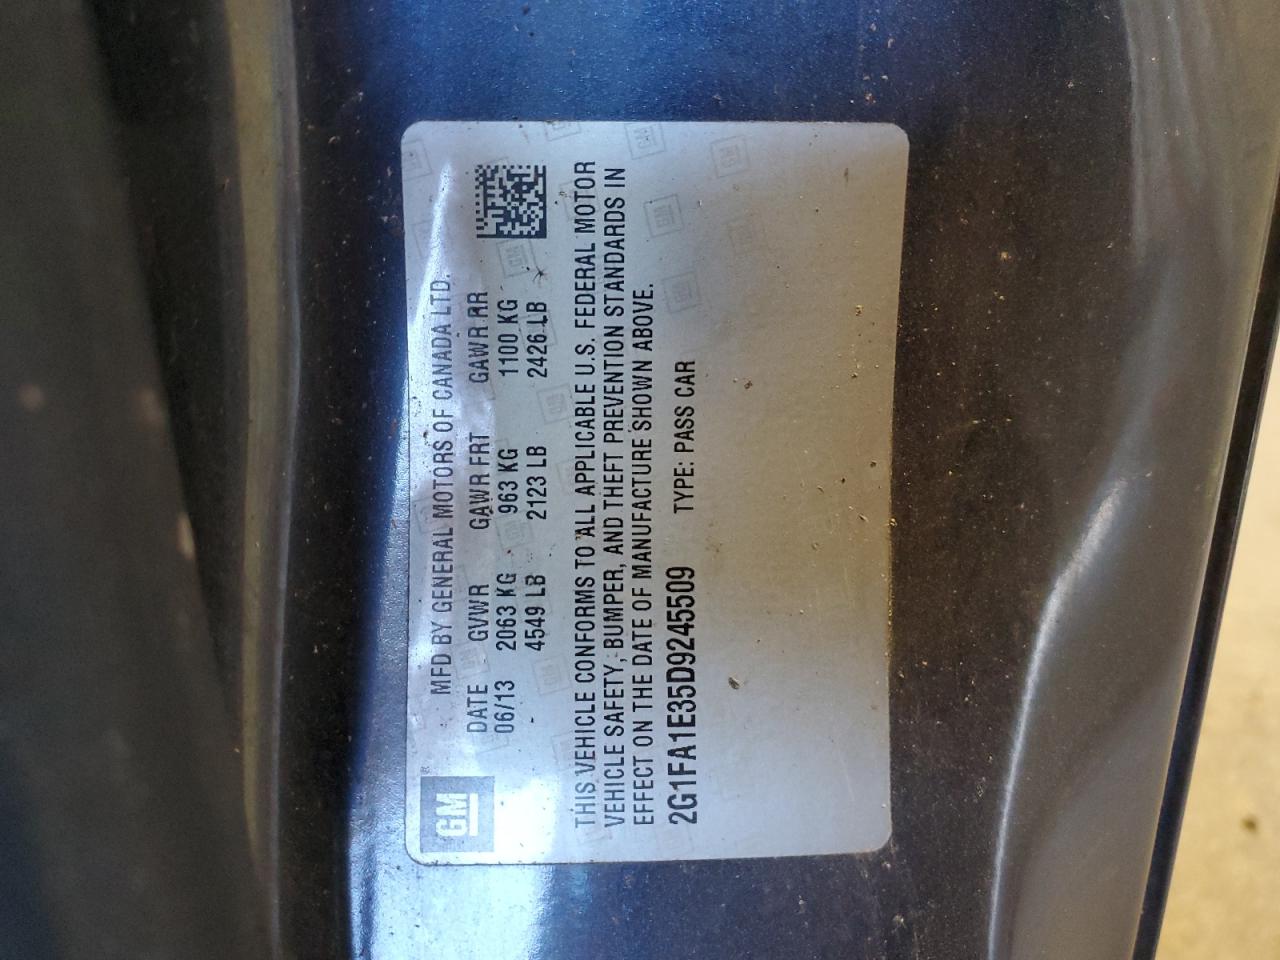 GM
MFD BY GENERAL MOTORS OF CANADA LTD.
DATE GVWR GAWR FRT GAWR RR
06/13 2063 KG 963 KG 1100 KG
4549 LB 2123 LB 2426 LB
THIS VEHICLE CONFORMS TO ALL APPLICABLE U.S. FEDERAL MOTOR
VEHICLE SAFETY, BUMPER, AND THEFT PREVENTION STANDARDS IN
EFFECT ON THE DATE OF MANUFACTURE SHOWN ABOVE.
2G1FA1E35D9245509 TYPE: PASS CAR